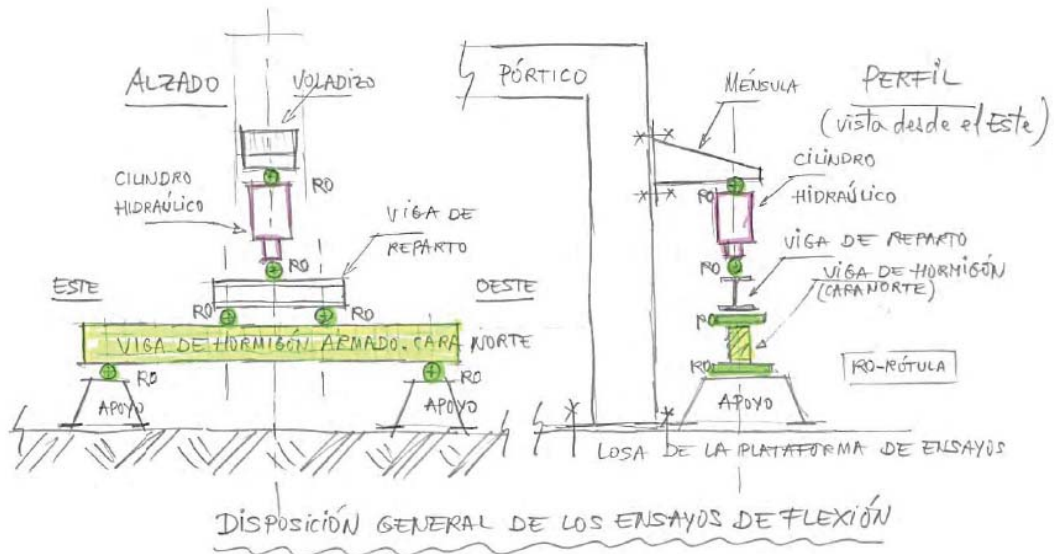 ALZADO
VOLADIZO
CILINDRO
HIDRAÚLICO
RO
RO
VIGA DE
REPARTO
ESTE
OESTE
RO
RO
VIGA DE HORMIGÓN ARMADO. CARA NORTE
RO
RO
APOYO
APOYO
PÓRTICO
MÉNSULA
PERFIL
(vista desde el Este)
RO
CILINDRO
HIDRAÚLICO
RO
VIGA DE REPARTO
VIGA DE HORMIGÓN
(CARA NORTE)
RO
RO
RO-RÓTULA
APOYO
LOSA DE LA PLATAFORMA DE ENSAYOS
DISPOSICIÓN GENERAL DE LOS ENSAYOS DE FLEXIÓN